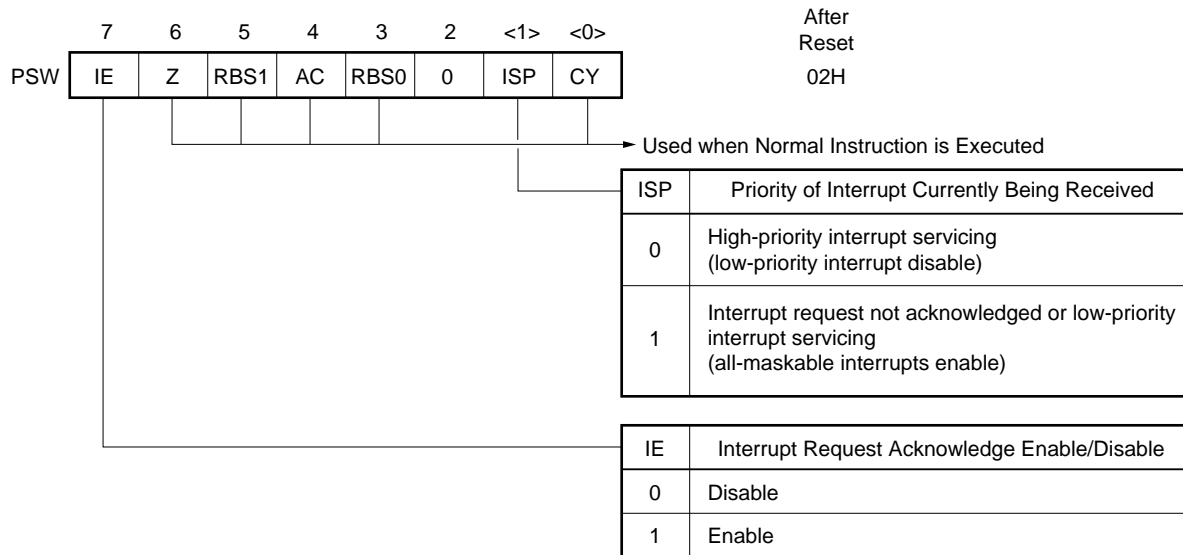 7 6 5 4 3 2 <1> <0>
After
Reset
PSW IE Z RBS1 AC RBS0 0 ISP CY 02H
Used when Normal Instruction is Executed
ISP Priority of Interrupt Currently Being Received
0 High-priority interrupt servicing
(low-priority interrupt disable)
1 Interrupt request not acknowledged or low-priority
interrupt servicing
(all-maskable interrupts enable)
IE Interrupt Request Acknowledge Enable/Disable
0 Disable
1 Enable